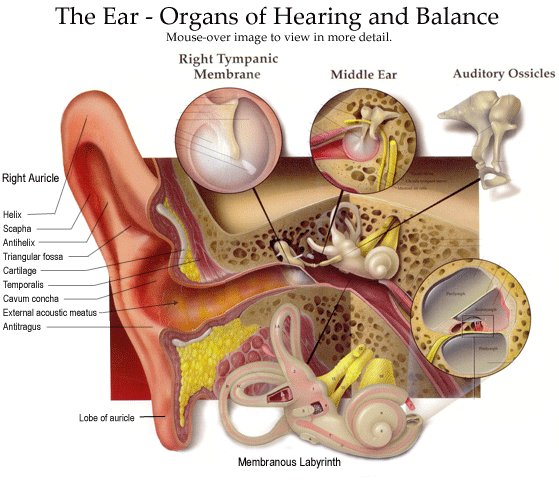 The Ear - Organs of Hearing and Balance
Mouse-over image to view in more detail.
Right Tympanic
Membrane
Middle Ear
Auditory Ossicles
Right Auricle
Helix
Scapha
Antihelix
Triangular fossa
Cartilage
Temporalis
Cavum concha
External acoustic meatus
Antitragus
Lobe of auricle
Perilymph
Perilymph
Membranous Labyrinth